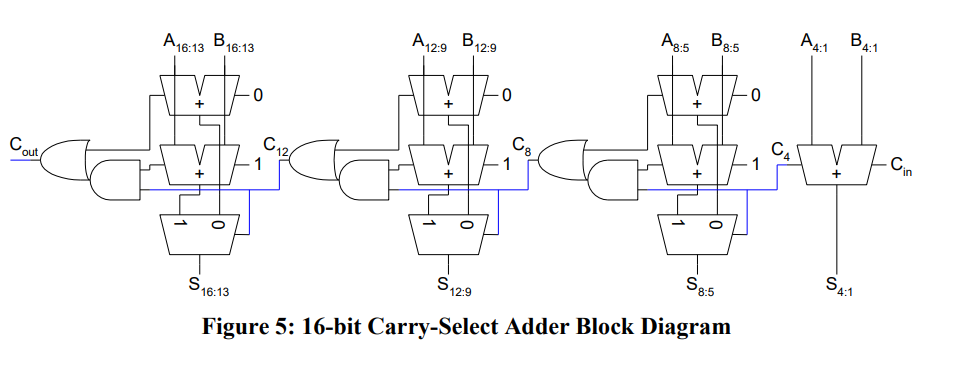 A16:13 B16:13 A12:9 B12:9 A8:5 B8:5 A4:1 B4:1
0 0 0
+ + +
Cout C12 C8 C4
1 1 1 Cin
+ + + +
1 0 1 0 1 0
S16:13 S12:9 S8:5 S4:1
Figure 5: 16-bit Carry-Select Adder Block Diagram